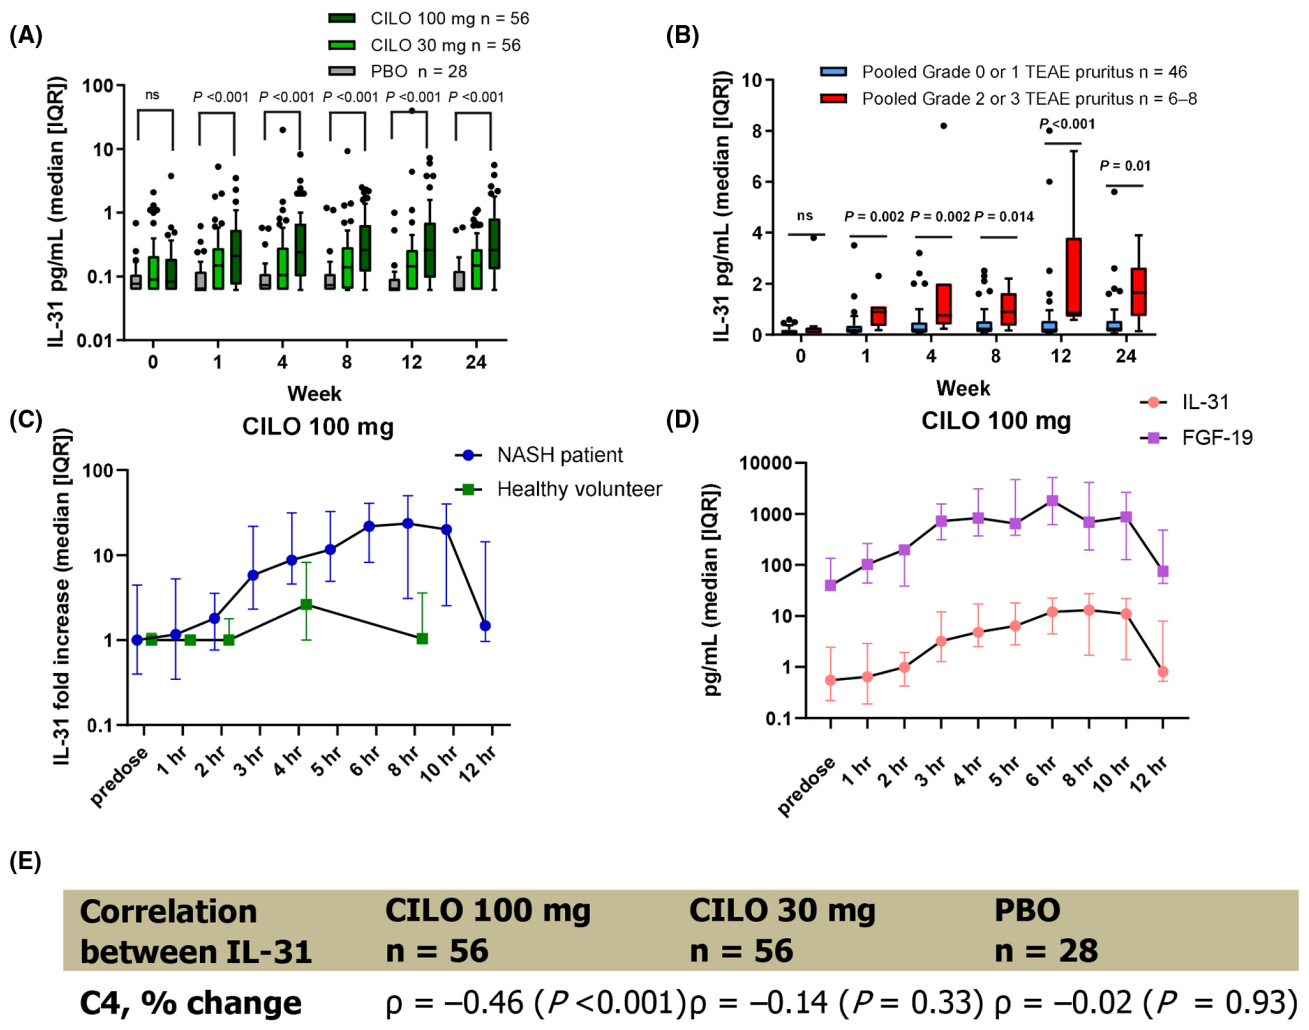 (A)
CILO 100 mg n = 56
CILO 30 mg n = 56
PBO n = 28
IL-31 pg/mL (median [IQR])
100
10
1
0.1
0.01
ns
P <0.001
P <0.001
P <0.001
P <0.001
P <0.001
0
1
4
8
12
24
Week
(B)
Pooled Grade 0 or 1 TEAE pruritus n = 46
Pooled Grade 2 or 3 TEAE pruritus n = 6–8
IL-31 pg/mL (median [IQR])
10
8
6
4
2
0
ns
P = 0.002
P = 0.002
P = 0.014
P <0.001
P = 0.01
0
1
4
8
12
24
Week
(C)
CILO 100 mg
NASH patient
Healthy volunteer
IL-31 fold increase (median [IQR])
100
10
1
0.1
predose
1 hr
2 hr
3 hr
4 hr
5 hr
6 hr
8 hr
10 hr
12 hr
(D)
CILO 100 mg
IL-31
FGF-19
pg/mL (median [IQR])
10000
1000
100
10
1
0.1
predose
1 hr
2 hr
3 hr
4 hr
5 hr
6 hr
8 hr
10 hr
12 hr
(E)
Correlation between IL-31
CILO 100 mg n = 56
CILO 30 mg n = 56
PBO n = 28
C4, % change
ρ = –0.46 (P <0.001)
ρ = –0.14 (P = 0.33)
ρ = –0.02 (P = 0.93)